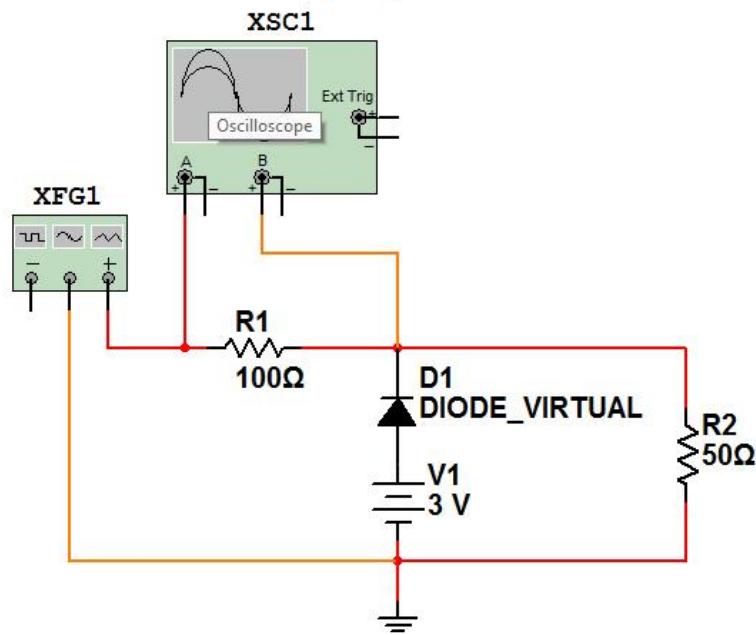 XSC1
Ext Trig
+
Oscilloscope
–
A
B
+
–
+
–
XFG1
–
+
R1
100Ω
D1
DIODE_VIRTUAL
R2
50Ω
V1
3 V